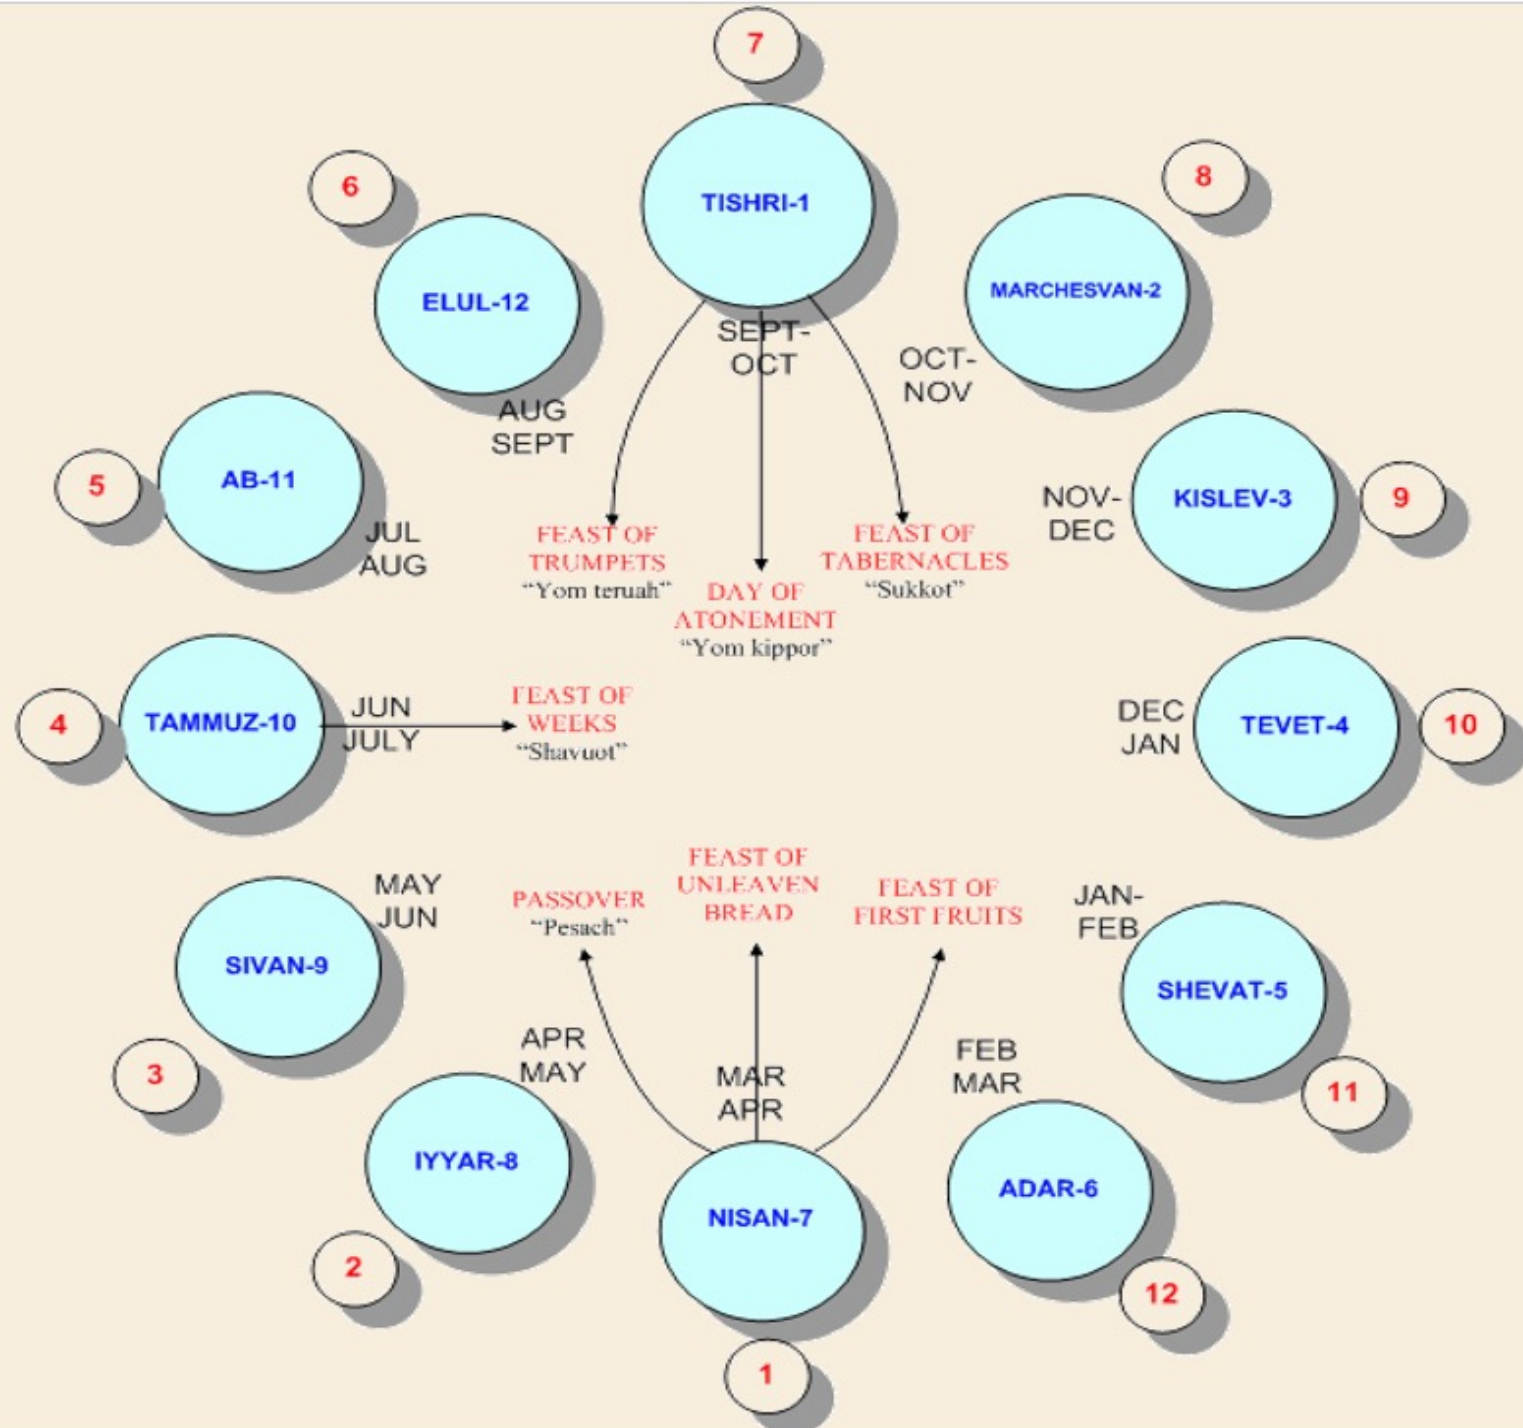 7
TISHRI-1
SEPT-
OCT
8
MARCHESVAN-2
OCT-
NOV
6
ELUL-12
AUG
SEPT
5
AB-11
JUL
AUG
KISLEV-3
9
NOV-
DEC
FEAST OF
TRUMPETS
“Yom teruah”
DAY OF
ATONEMENT
“Yom kippor”
FEAST OF
TABERNACLES
“Sukkot”
4
TAMMUZ-10
JUN
JULY
FEAST OF
WEEKS
“Shavuot”
DEC
JAN
TEVET-4
10
PASSOVER
“Pesach”
FEAST OF
UNLEAVEN
BREAD
FEAST OF
FIRST FRUITS
MAY
JUN
SIVAN-9
3
JAN-
FEB
SHEVAT-5
11
APR
MAY
IYYAR-8
2
MAR
APR
NISAN-7
1
FEB
MAR
ADAR-6
12